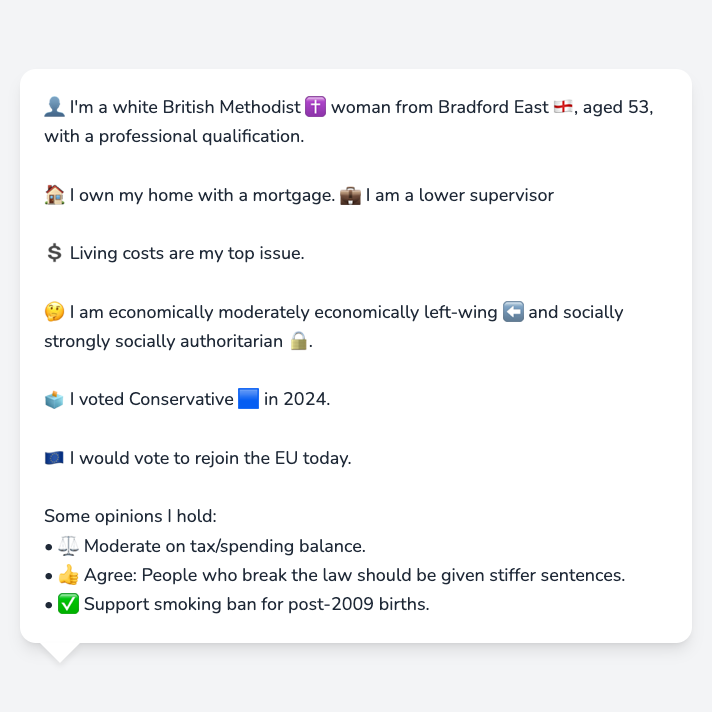 👤 I'm a white British Methodist ✝️ woman from Bradford East 🏴󠁧󠁢󠁥󠁮󠁧󠁿, aged 53,
with a professional qualification.
🏠 I own my home with a mortgage. 💼 I am a lower supervisor
💲 Living costs are my top issue.
🤔 I am economically moderately economically left-wing ⬅️ and socially
strongly socially authoritarian 🔒.
🗳️ I voted Conservative 🟦 in 2024.
🇪🇺 I would vote to rejoin the EU today.
Some opinions I hold:
• ⚖️ Moderate on tax/spending balance.
• 👍 Agree: People who break the law should be given stiffer sentences.
• ✅ Support smoking ban for post-2009 births.